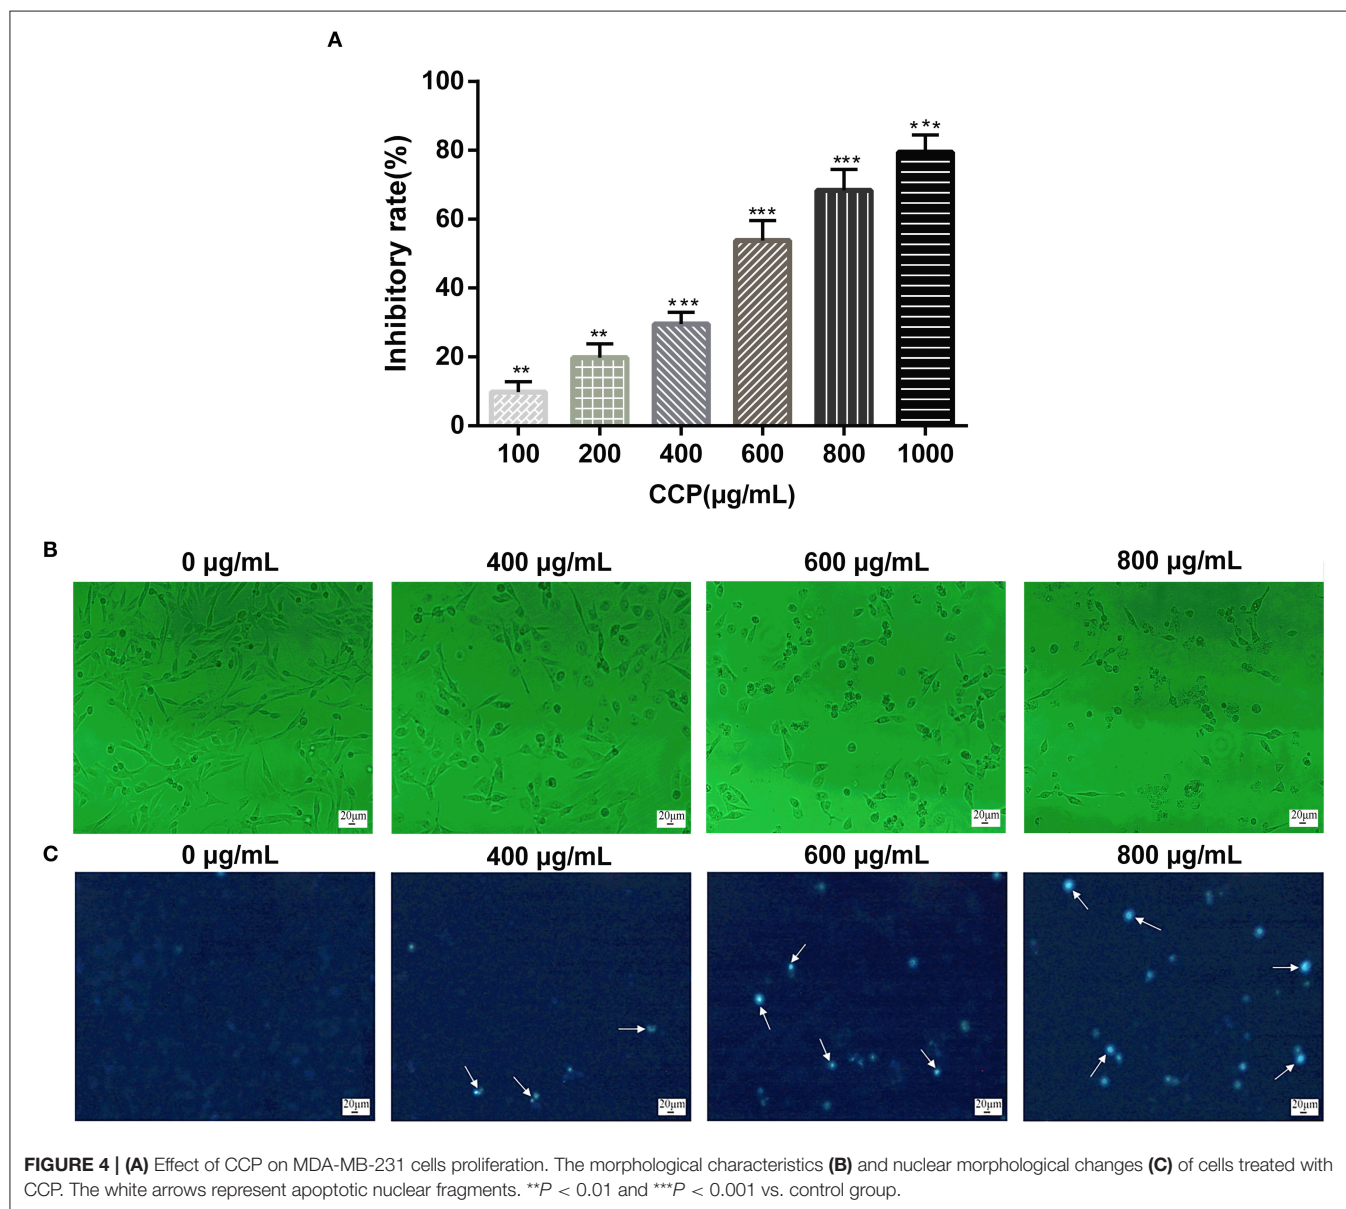 A
Inhibitory rate(%)
100
80
60
40
20
0
**
**
***
***
***
***
100 200 400 600 800 1000
CCP(µg/mL)
B
0 µg/mL 400 µg/mL 600 µg/mL 800 µg/mL
20µm 20µm 20µm 20µm
C
0 µg/mL 400 µg/mL 600 µg/mL 800 µg/mL
20µm 20µm 20µm 20µm
FIGURE 4 | (A) Effect of CCP on MDA-MB-231 cells proliferation. The morphological characteristics (B) and nuclear morphological changes (C) of cells treated with
CCP. The white arrows represent apoptotic nuclear fragments. **P < 0.01 and ***P < 0.001 vs. control group.